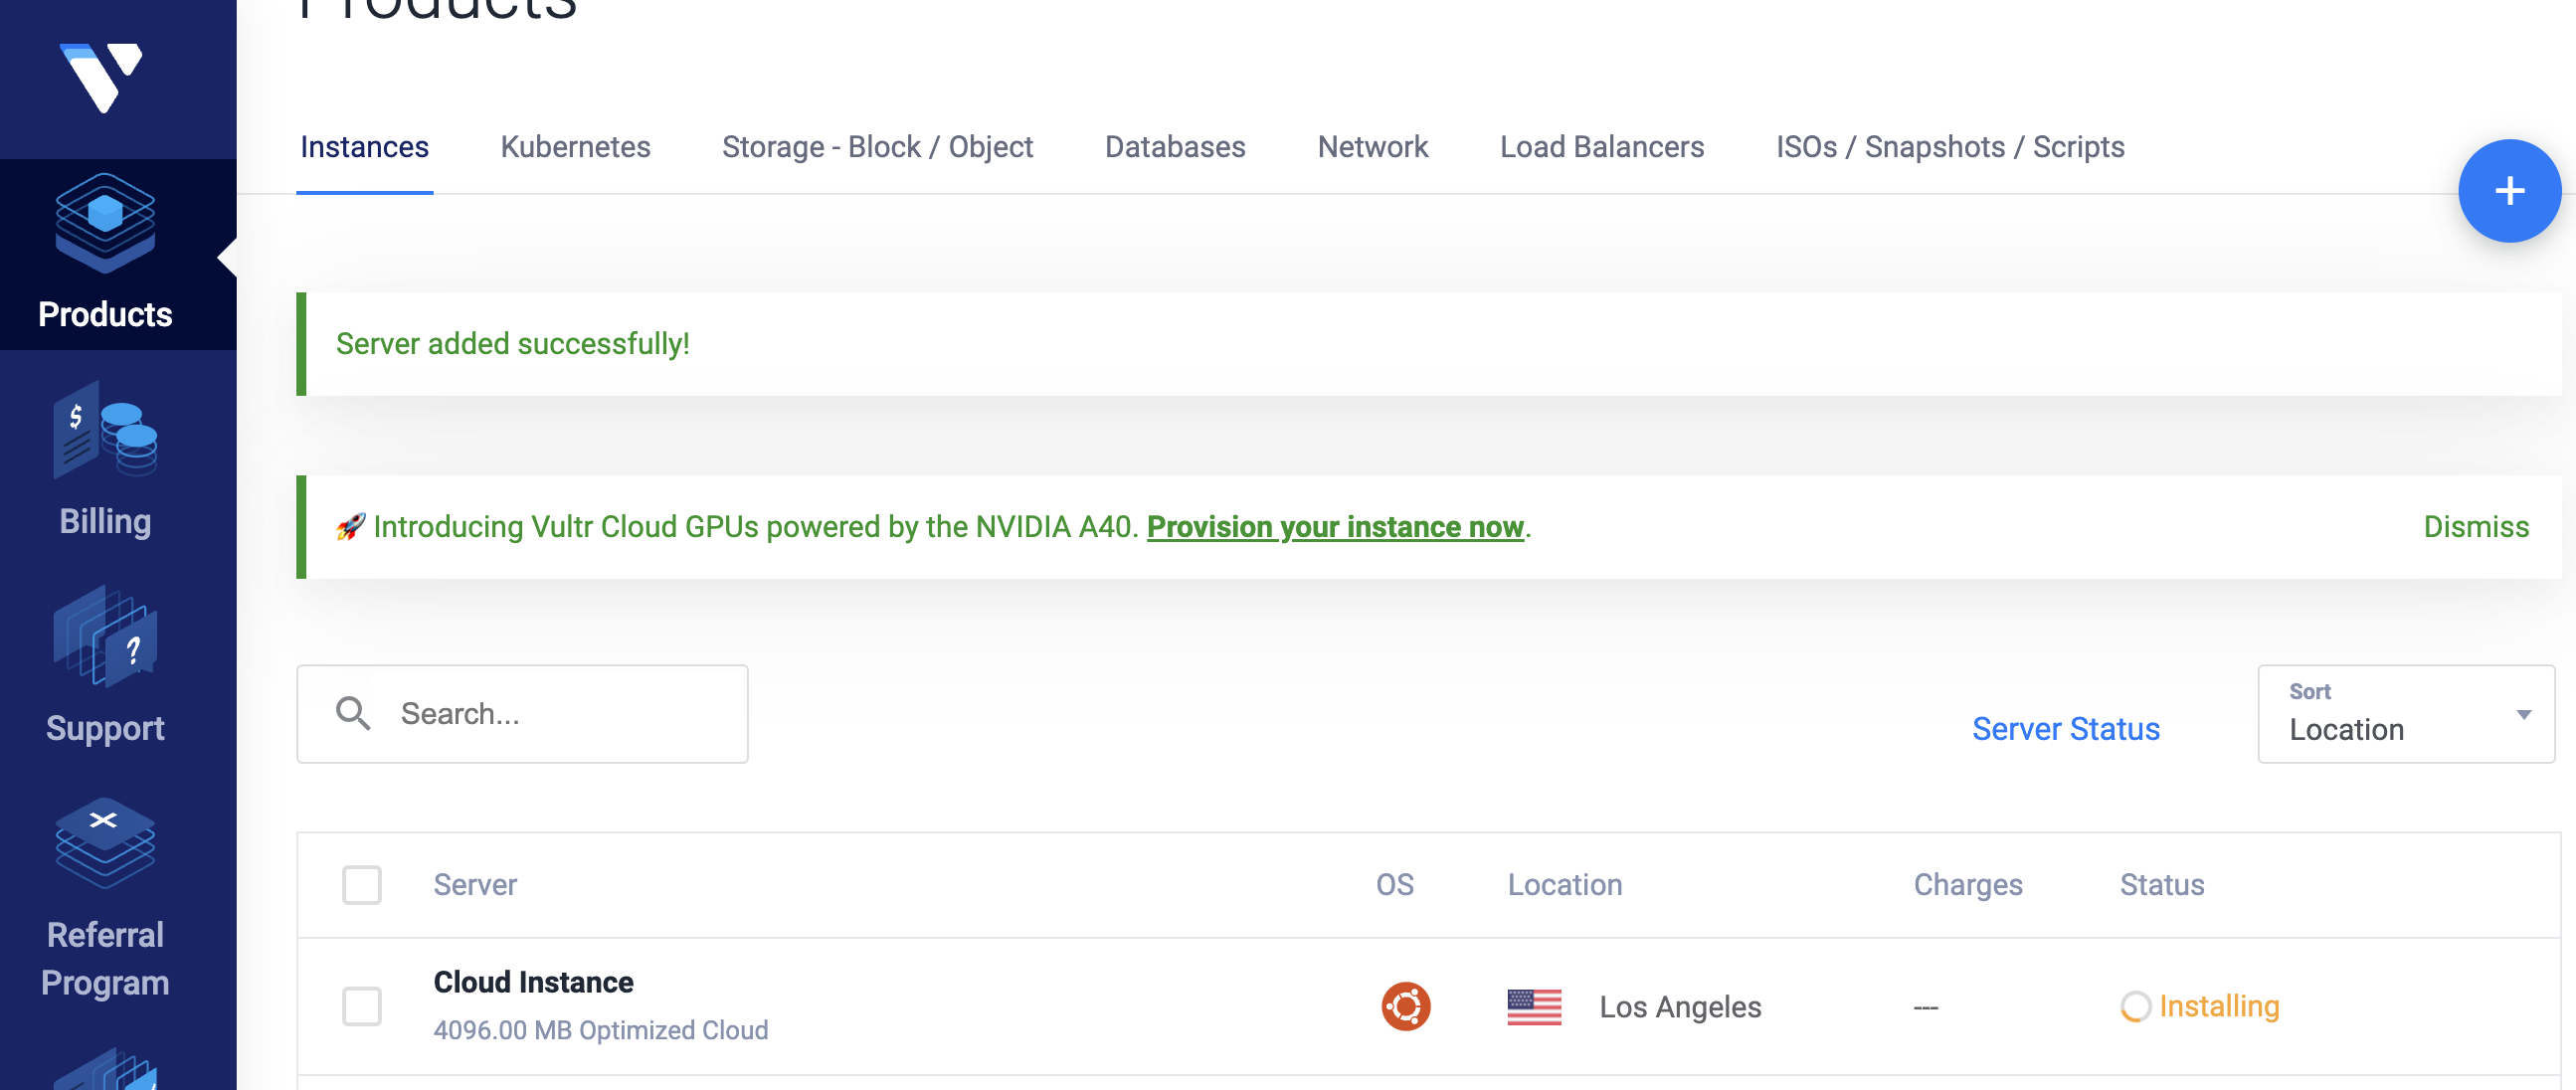 Products
Instances Kubernetes Storage - Block / Object Databases Network Load Balancers ISOs / Snapshots / Scripts
+
Products
Server added successfully!
$
Billing
🚀 Introducing Vultr Cloud GPUs powered by the NVIDIA A40. Provision your instance now. Dismiss
?
Support
Search...
Server Status
Sort
Location
Referral
Program
Server OS Location Charges Status
Cloud Instance
4096.00 MB Optimized Cloud
Los Angeles --- Installing